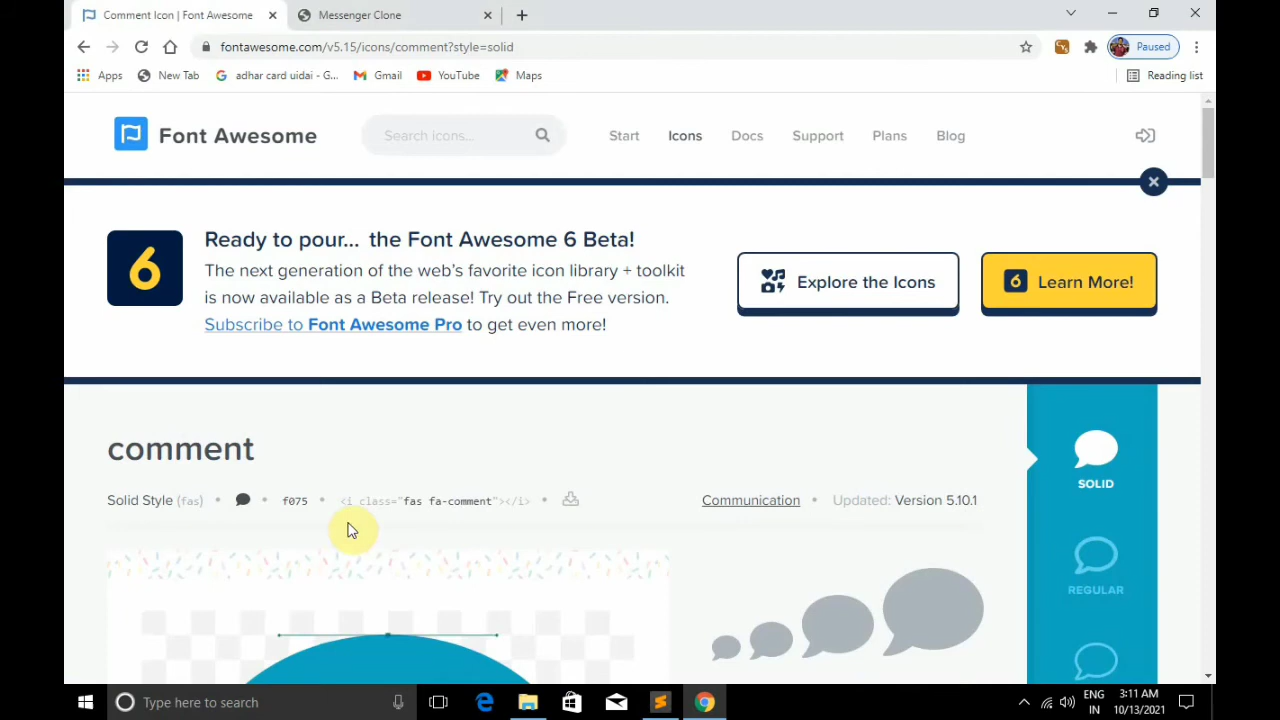 Comment Icon | Font Awesome
Messenger Clone
fontawesome.com/v5.15/icons/comment?style=solid
Paused
Apps
New Tab
adhar card uidai - G...
Gmail
YouTube
Maps
Reading list
Font Awesome
Search icons...
Start
Icons
Docs
Support
Plans
Blog
6
Ready to pour... the Font Awesome 6 Beta!
The next generation of the web's favorite icon library + toolkit
is now available as a Beta release! Try out the Free version.
Subscribe to Font Awesome Pro to get even more!
Explore the Icons
6 Learn More!
comment
Solid Style (fas) • • f075 • <i class="fas fa-comment"></i> •
Communication • Updated: Version 5.10.1
SOLID
REGULAR
Type here to search
ENG
IN
3:11 AM
10/13/2021